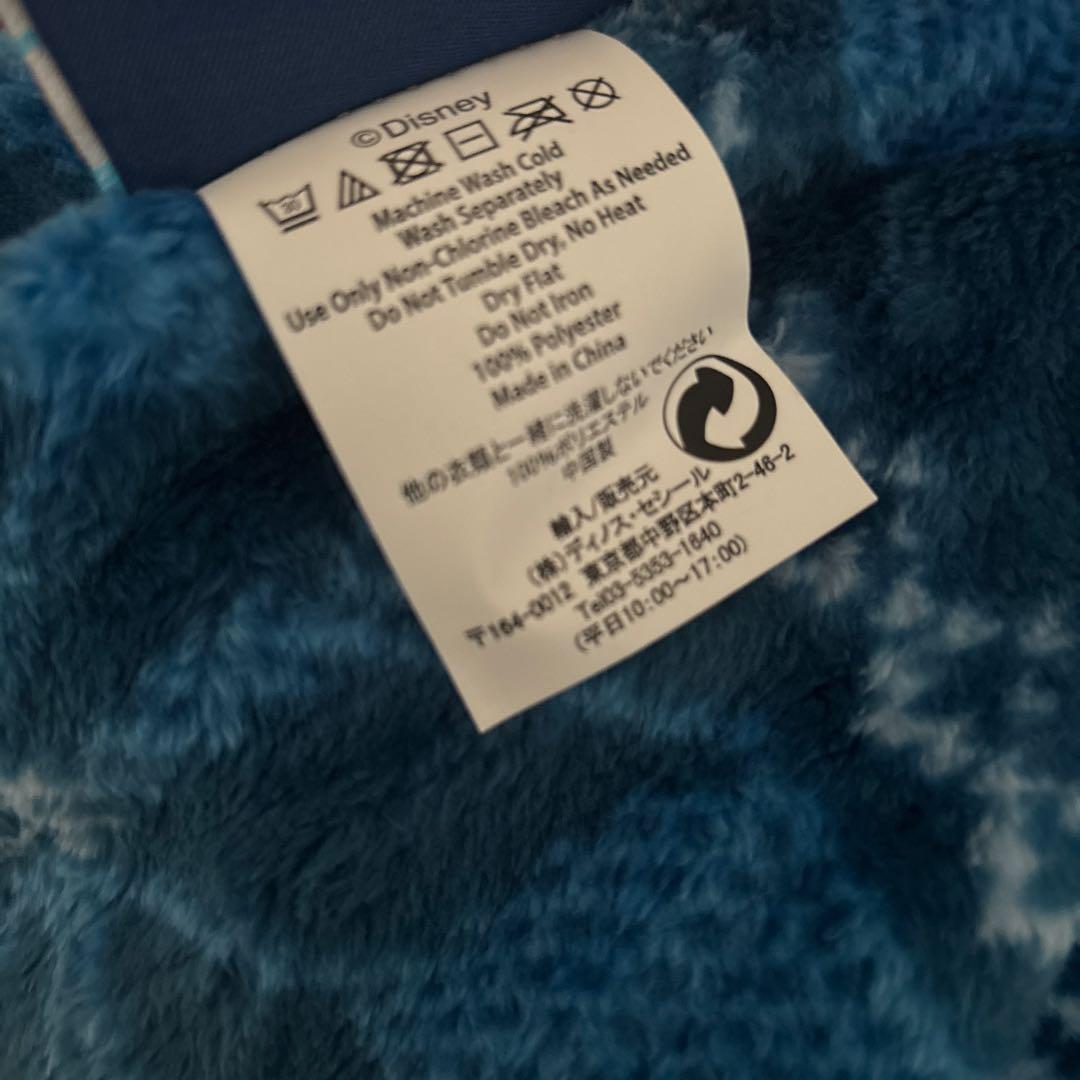 ©Disney
30
Machine Wash Cold
Wash Separately
Use Only Non-Chlorine Bleach As Needed
Do Not Tumble Dry, No Heat
Dry Flat
Do Not Iron
100% Polyester
Made in China
他の衣類と一緒に洗濯しないでください
100%ポリエステル
中国製
輸入/販売元
(株)ディノス・セシール
〒164-0012 東京都中野区本町2-46-2
Tel03-5353-1640
(平日10:00～17:00)